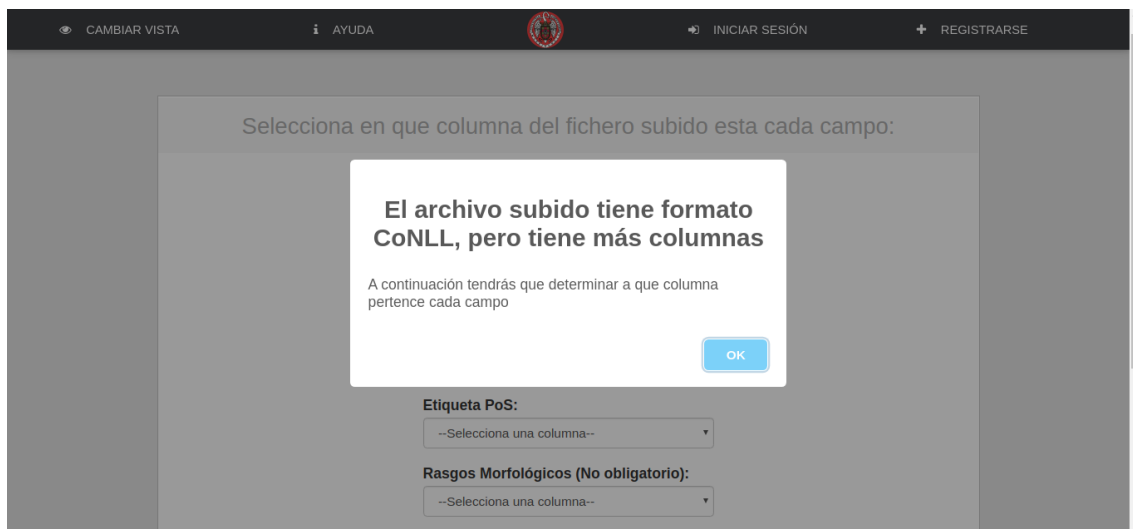 CAMBIAR VISTA
AYUDA
INICIAR SESIÓN
REGISTRARSE
Selecciona en que columna del fichero subido esta cada campo:
El archivo subido tiene formato
CoNLL, pero tiene más columnas
A continuación tendrás que determinar a que columna
pertence cada campo
OK
Etiqueta PoS:
--Selecciona una columna--
Rasgos Morfológicos (No obligatorio):
--Selecciona una columna--